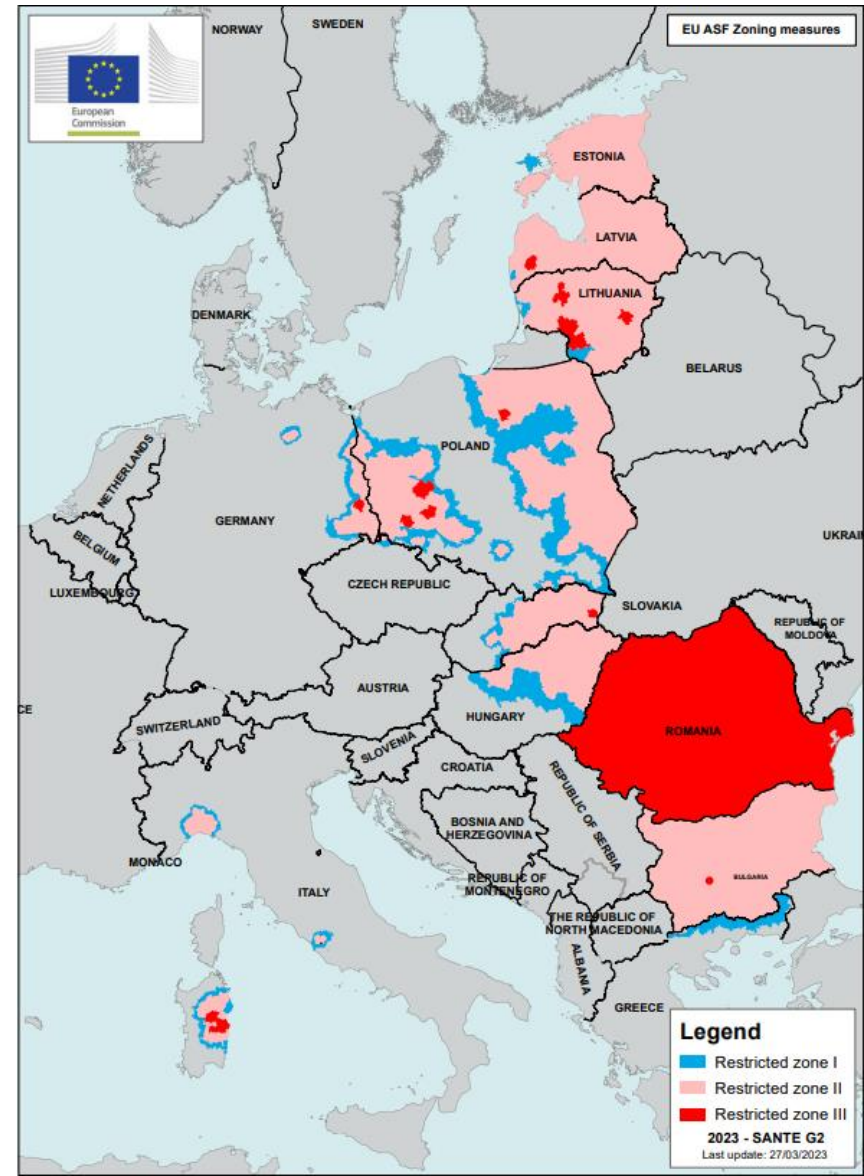 NORWAY
SWEDEN
EU ASF Zoning measures
European
Commission
ESTONIA
LATVIA
LITHUANIA
DENMARK
BELARUS
POLAND
NETHERLANDS
GERMANY
BELGIUM
UKRAI
LUXEMBOURG
CZECH REPUBLIC
SLOVAKIA
REPUBLIC OF
MOLDOVA
AUSTRIA
CE
SWITZERLAND
HUNGARY
ROMANIA
SLOVENIA
CROATIA
REPUBLIC OF SERBIA
BOSNIA AND
HERZEGOVINA
MONACO
ITALY
REPUBLIC OF
MONTENEGRO
BULGARIA
THE REPUBLIC OF
NORTH MACEDONIA
ALBANIA
GREECE
Legend
Restricted zone I
Restricted zone II
Restricted zone III
2023 - SANTE G2
Last update: 27/03/2023